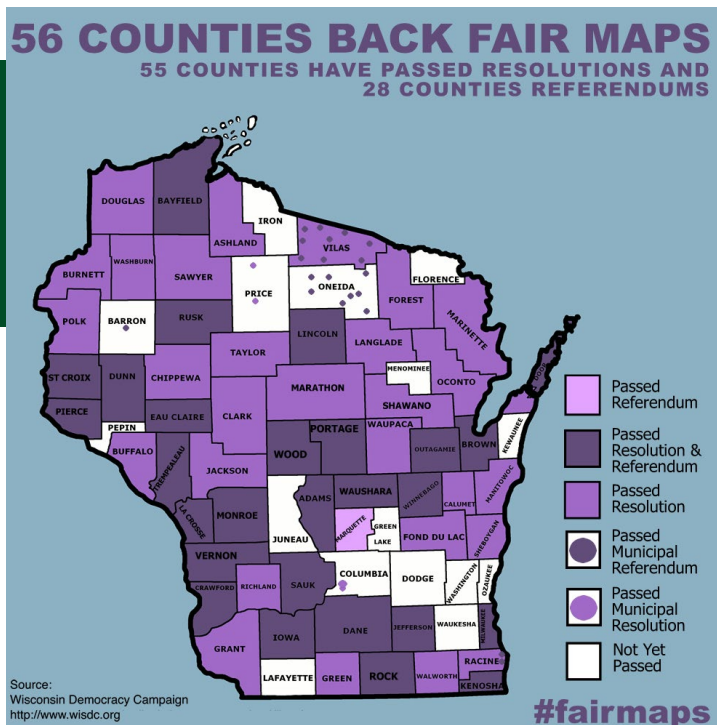 56 COUNTIES BACK FAIR MAPS
55 COUNTIES HAVE PASSED RESOLUTIONS AND
28 COUNTIES REFERENDUMS
DOUGLAS
BAYFIELD
IRON
ASHLAND
VILAS
BURNETT
WASHBURN
SAWYER
PRICE
ONEIDA
FLORENCE
FOREST
MARINETTE
POLK
BARRON
RUSK
LINCOLN
LANGLADE
TAYLOR
MENOMINEE
OCONTO
ST CROIX
DUNN
CHIPPEWA
MARATHON
SHAWANO
DOOR
PIERCE
EAU CLAIRE
CLARK
PEPIN
BUFFALO
TREMPEALEAU
JACKSON
WOOD
PORTAGE
WAUPACA
OUTAGAMIE
BROWN
KEWAUNEE
LA CROSSE
MONROE
JUNEAU
ADAMS
WAUSHARA
WINNEBAGO
CALUMET
MANITOWOC
MARQUETTE
GREEN
LAKE
FOND DU LAC
SHEBOYGAN
VERNON
CRAWFORD
RICHLAND
SAUK
COLUMBIA
DODGE
WASHINGTON
OZAUKEE
GRANT
IOWA
DANE
JEFFERSON
WAUKESHA
MILWAUKEE
LAFAYETTE
GREEN
ROCK
WALWORTH
RACINE
KENOSHA
Passed
Referendum
Passed
Resolution &
Referendum
Passed
Resolution
Passed
Municipal
Referendum
Passed
Municipal
Resolution
Not Yet
Passed
Source:
Wisconsin Democracy Campaign
http://www.wisdc.org
#fairmaps